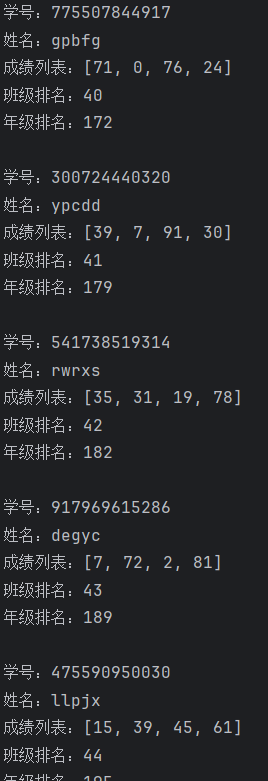 学号：775507844917
姓名：gpbfg
成绩列表：[71, 0, 76, 24]
班级排名：40
年级排名：172
学号：300724440320
姓名：ypcdd
成绩列表：[39, 7, 91, 30]
班级排名：41
年级排名：179
学号：541738519314
姓名：rwrxs
成绩列表：[35, 31, 19, 78]
班级排名：42
年级排名：182
学号：917969615286
姓名：degyc
成绩列表：[7, 72, 2, 81]
班级排名：43
年级排名：189
学号：475590950030
姓名：llpjx
成绩列表：[15, 39, 45, 61]
班级排名：44